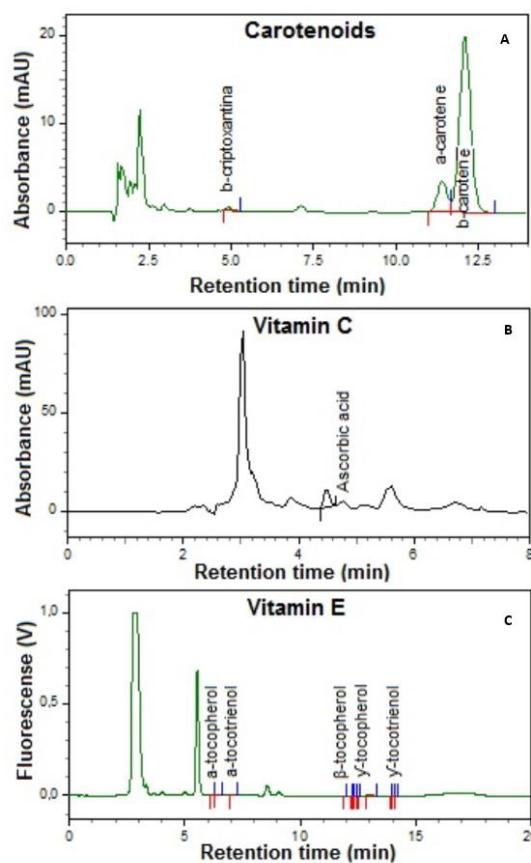 Carotenoids
A
Absorbance (mAU)
20
10
0
b-criptoxantina
a-carotene
b-carotene
0.0 2.5 5.0 7.5 10.0 12.5
Retention time (min)
Vitamin C
B
Absorbance (mAU)
100
50
0
Ascorbic acid
0 2 4 6 8
Retention time (min)
Vitamin E
C
Fluorescense (V)
1,0
0,5
0,0
a-tocopherol
a-tocotrienol
β-tocopherol
γ-tocopherol
γ-tocotrienol
0 5 10 15 20
Retention time (min)